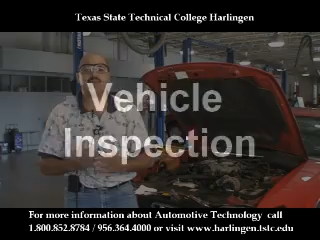 Texas State Technical College Harlingen
Vehicle
Inspection
For more information about Automotive Technology call
1.800.852.8784 / 956.364.4000 or visit www.harlingen.tstc.edu